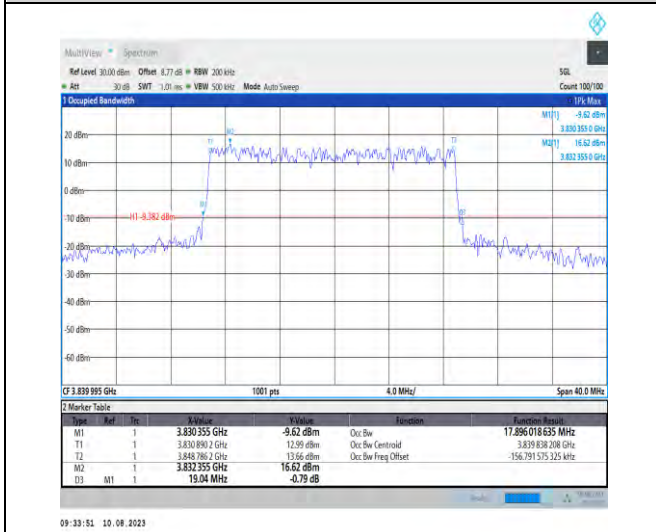 MultiView Spectrum
Ref Level 30.00 dBm Offset 8.77 dB RBW 200 kHz SGL
Att 30 dB SWT 1.01 ms VBW 500 kHz Mode Auto Sweep Count 100/100
1 Occupied Bandwidth 1Pk Max
M1[1] -9.62 dBm
3.830 355 0 GHz
M2[1] 16.62 dBm
3.832 355 0 GHz
M2
T1
T2
20 dBm
10 dBm
0 dBm
M1
D3
-10 dBm
H1 -9.382 dBm
-20 dBm
-30 dBm
-40 dBm
-50 dBm
-60 dBm
CF 3.839 995 GHz 1001 pts 4.0 MHz/ Span 40.0 MHz
2 Marker Table
Type Ref Trc X-Value Y-Value Function Function Result
M1 1 3.830 355 GHz -9.62 dBm Occ Bw 17.896 018 635 MHz
T1 1 3.830 890 2 GHz 12.99 dBm Occ Bw Centroid 3.839 838 208 GHz
T2 1 3.848 786 2 GHz 13.66 dBm Occ Bw Freq Offset -156.791 575 325 kHz
M2 1 3.832 355 GHz 16.62 dBm
D3 M1 1 19.04 MHz -0.79 dB
09:33:51 10.08.2023